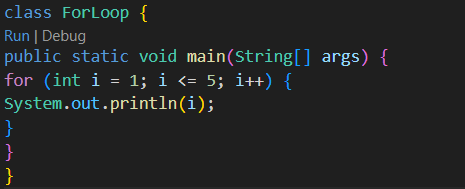 class ForLoop {
Run | Debug
public static void main(String[] args) {
for (int i = 1; i <= 5; i++) {
System.out.println(i);
}
}
}